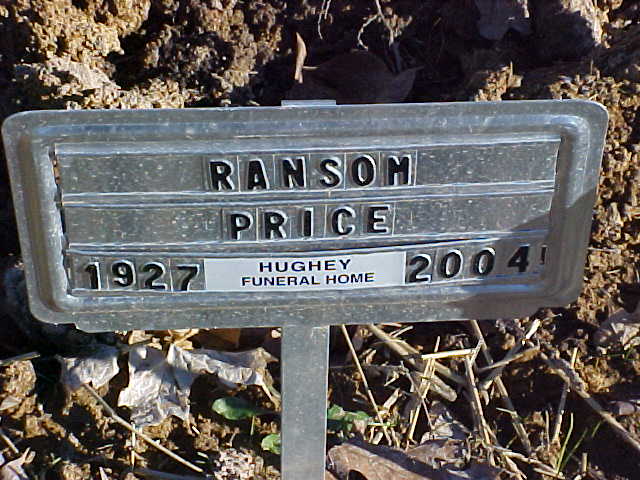 RANSOM
PRICE
1927 HUGHEY 2004
FUNERAL HOME